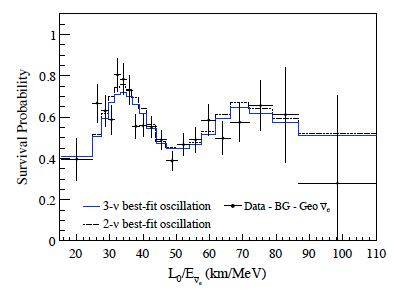 Survival Probability
1
0.8
0.6
0.4
0.2
0
3-ν best-fit oscillation
Data - BG - Geo ν̅ₑ
2-ν best-fit oscillation
20 30 40 50 60 70 80 90 100 110
L₀/E_ν̅ₑ (km/MeV)